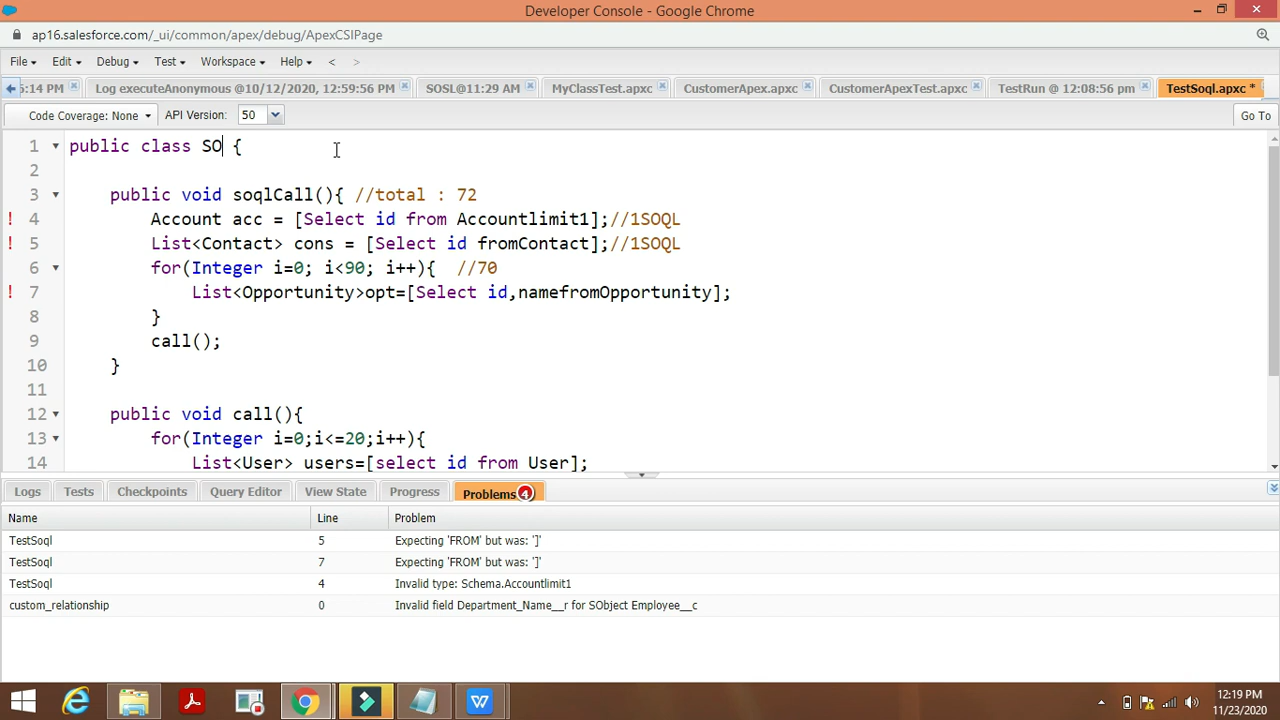 Developer Console - Google Chrome
ap16.salesforce.com/_ui/common/apex/debug/ApexCSIPage
File Edit Debug Test Workspace Help < >
5:14 PM Log executeAnonymous @10/12/2020, 12:59:56 PM SOSL@11:29 AM MyClassTest.apxc CustomerApex.apxc CustomerApexTest.apxc TestRun @ 12:08:56 pm TestSoql.apxc *
Code Coverage: None API Version: 50 Go To
1 public class SO {
2
3 public void soqlCall(){ //total : 72
! 4 Account acc = [Select id from Accountlimit1];//1SOQL
! 5 List<Contact> cons = [Select id fromContact];//1SOQL
6 for(Integer i=0; i<90; i++){ //70
! 7 List<Opportunity>opt=[Select id,namefromOpportunity];
8 }
9 call();
10 }
11
12 public void call(){
13 for(Integer i=0;i<=20;i++){
14 List<User> users=[select id from User];
Logs Tests Checkpoints Query Editor View State Progress Problems 4
Name Line Problem
TestSoql 5 Expecting 'FROM' but was: ']'
TestSoql 7 Expecting 'FROM' but was: ']'
TestSoql 4 Invalid type: Schema.Accountlimit1
custom_relationship 0 Invalid field Department_Name__r for SObject Employee__c
12:19 PM
11/23/2020